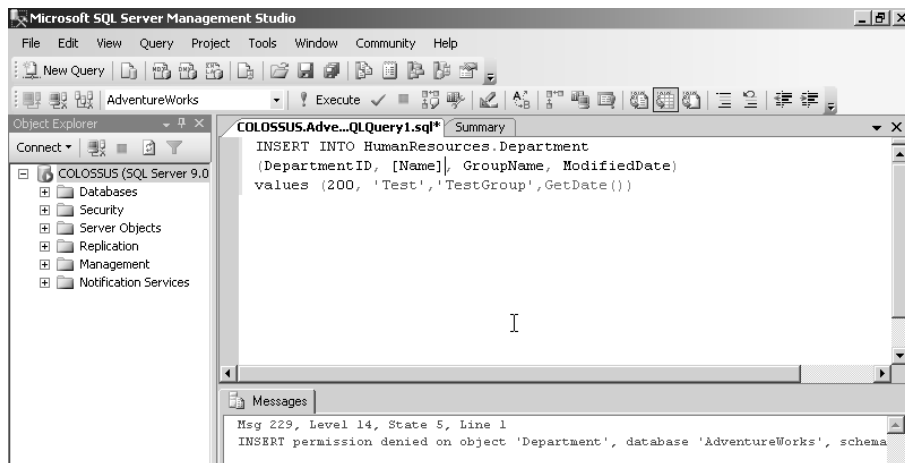 Microsoft SQL Server Management Studio
File Edit View Query Project Tools Window Community Help
New Query
AdventureWorks Execute
Object Explorer
COLOSSUS.Adve...QLQuery1.sql* Summary
Connect
COLOSSUS (SQL Server 9.0
Databases
Security
Server Objects
Replication
Management
Notification Services
INSERT INTO HumanResources.Department
(DepartmentID, [Name], GroupName, ModifiedDate)
values (200, 'Test','TestGroup',GetDate())
Messages
Msg 229, Level 14, State 5, Line 1
INSERT permission denied on object 'Department', database 'AdventureWorks', schema